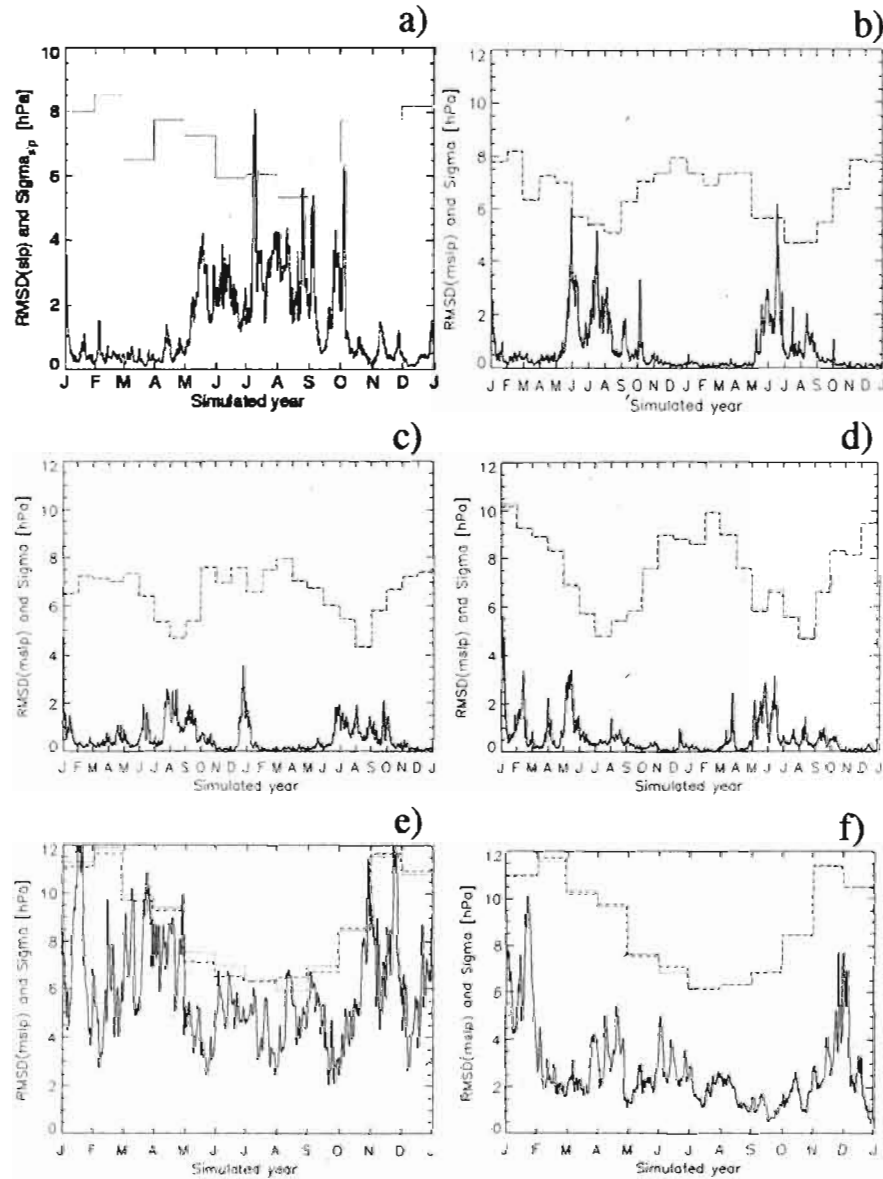 a)
RMSD(slp) and Sigma_sp [hPa]
10
8
6
4
2
0
J F M A M J J A S O N D J
Simulated year
b)
RMSD(mslp) and Sigma [hPa]
12
10
8
6
4
2
0
J F M A M J J A S O N D J F M A M J J A S O N D J
Simulated year
c)
RMSD(mslp) and Sigma [hPa]
12
10
8
6
4
2
0
J F M A M J J A S O N D J F M A M J J A S O N D J
Simulated year
d)
RMSD(mslp) and Sigma [hPa]
12
10
8
6
4
2
0
J F M A M J J A S O N D J F M A M J J A S O N D J
Simulated year
e)
RMSD(mslp) and Sigma [hPa]
12
10
8
6
4
2
0
J F M A M J J A S O N D J
Simulated year
f)
RMSD(mslp) and Sigma [hPa]
12
10
8
6
4
2
0
J F M A M J J A S O N D J
Simulated year